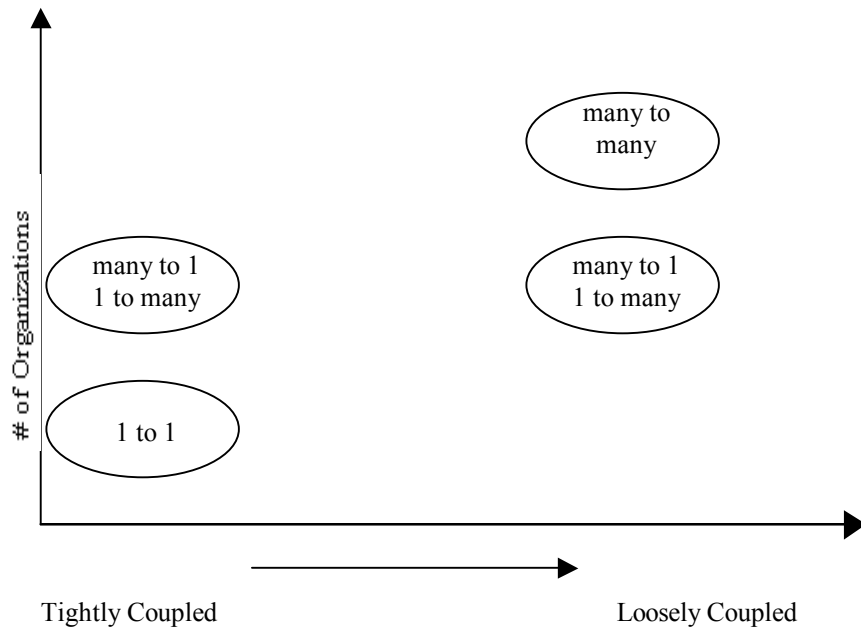 many to
many
many to 1
1 to many
many to 1
1 to many
1 to 1
# of Organizations
Tightly Coupled
Loosely Coupled